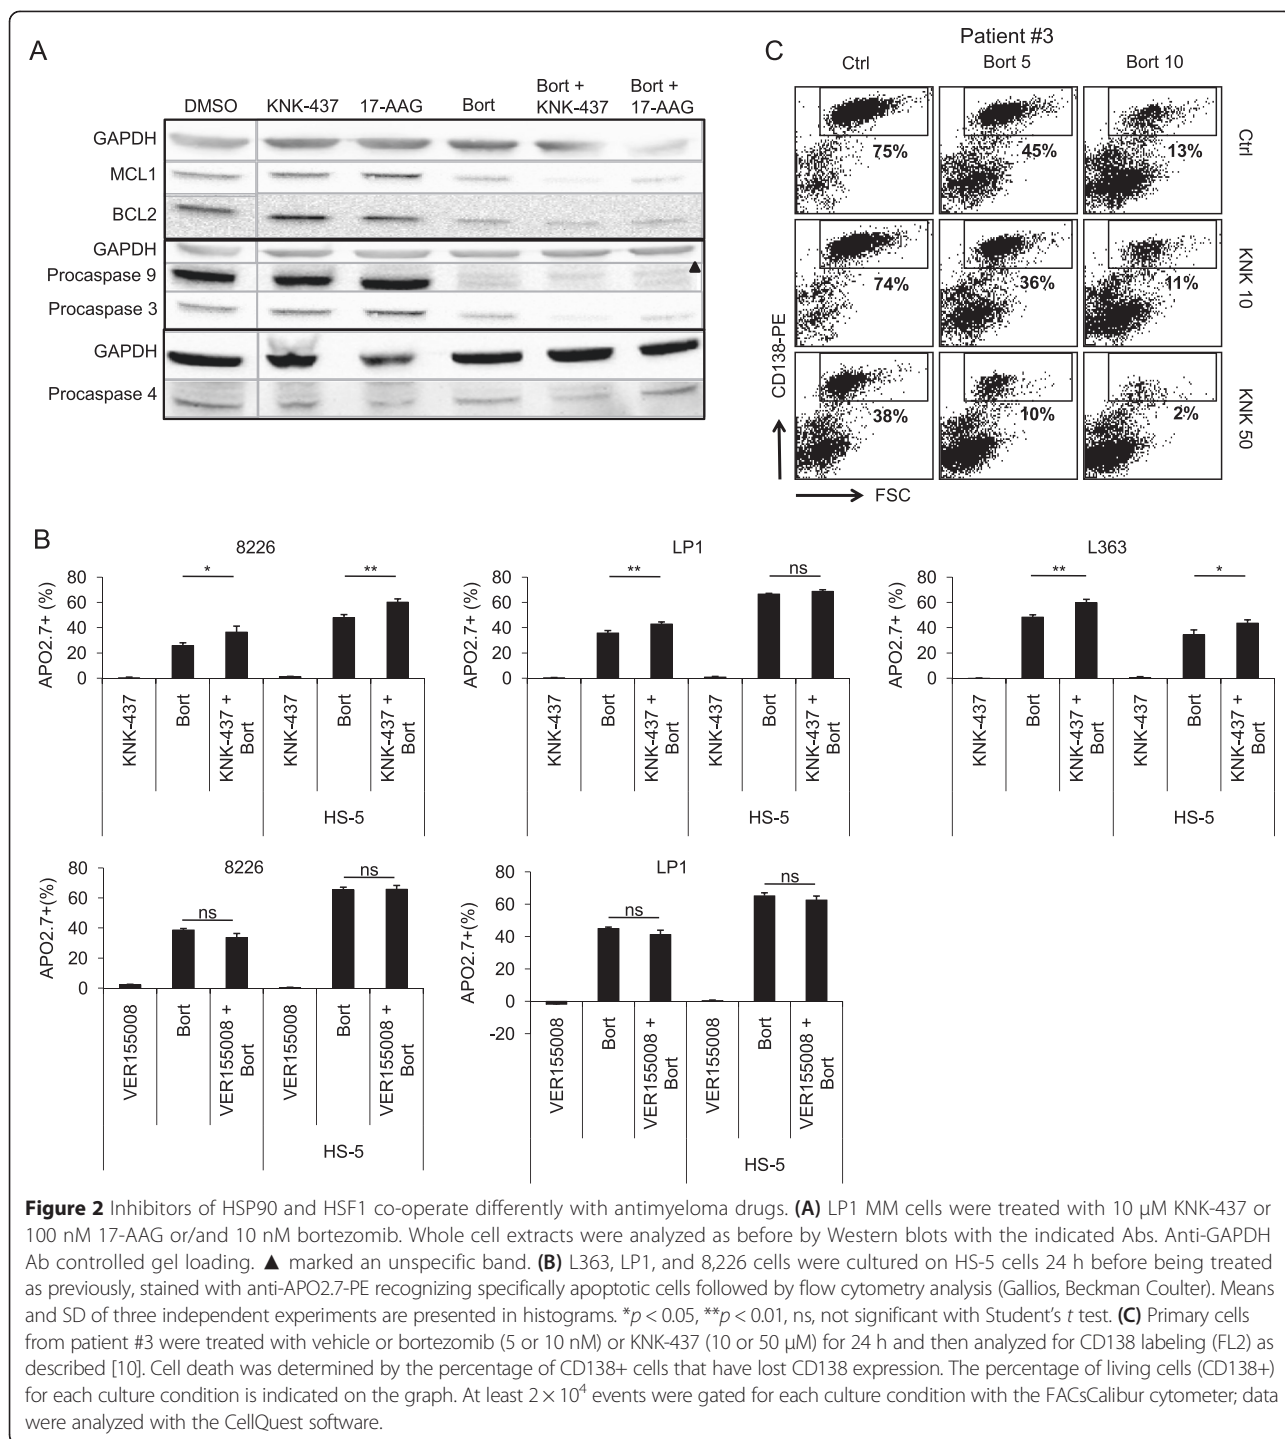 A
DMSO KNK-437 17-AAG Bort Bort + KNK-437 Bort + 17-AAG
GAPDH
MCL1
BCL2
GAPDH
Procaspase 9
▲
Procaspase 3
GAPDH
Procaspase 4
C
Patient #3
Ctrl Bort 5 Bort 10
75% 45% 13% Ctrl
74% 36% 11% KNK 10
38% 10% 2% KNK 50
CD138-PE
FSC
B
8226
APO2.7+ (%)
80
60
40
20
0
* **
KNK-437 Bort KNK-437 + Bort KNK-437 Bort KNK-437 + Bort
HS-5
LP1
APO2.7+ (%)
80
60
40
20
0
** ns
KNK-437 Bort KNK-437 + Bort KNK-437 Bort KNK-437 + Bort
HS-5
L363
APO2.7+ (%)
80
60
40
20
0
** *
KNK-437 Bort KNK-437 + Bort KNK-437 Bort KNK-437 + Bort
HS-5
8226
APO2.7+(%)
80
60
40
20
0
ns ns
VER155008 Bort VER155008 + Bort VER155008 Bort VER155008 + Bort
HS-5
LP1
APO2.7+(%)
80
60
40
20
0
-20
ns ns
VER155008 Bort VER155008 + Bort VER155008 Bort VER155008 + Bort
HS-5
Figure 2 Inhibitors of HSP90 and HSF1 co-operate differently with antimyeloma drugs. (A) LP1 MM cells were treated with 10 μM KNK-437 or
100 nM 17-AAG or/and 10 nM bortezomib. Whole cell extracts were analyzed as before by Western blots with the indicated Abs. Anti-GAPDH
Ab controlled gel loading. ▲ marked an unspecific band. (B) L363, LP1, and 8,226 cells were cultured on HS-5 cells 24 h before being treated
as previously, stained with anti-APO2.7-PE recognizing specifically apoptotic cells followed by flow cytometry analysis (Gallios, Beckman Coulter). Means
and SD of three independent experiments are presented in histograms. *p < 0.05, **p < 0.01, ns, not significant with Student's t test. (C) Primary cells
from patient #3 were treated with vehicle or bortezomib (5 or 10 nM) or KNK-437 (10 or 50 μM) for 24 h and then analyzed for CD138 labeling (FL2) as
described [10]. Cell death was determined by the percentage of CD138+ cells that have lost CD138 expression. The percentage of living cells (CD138+)
for each culture condition is indicated on the graph. At least 2 × 10⁴ events were gated for each culture condition with the FACsCalibur cytometer; data
were analyzed with the CellQuest software.